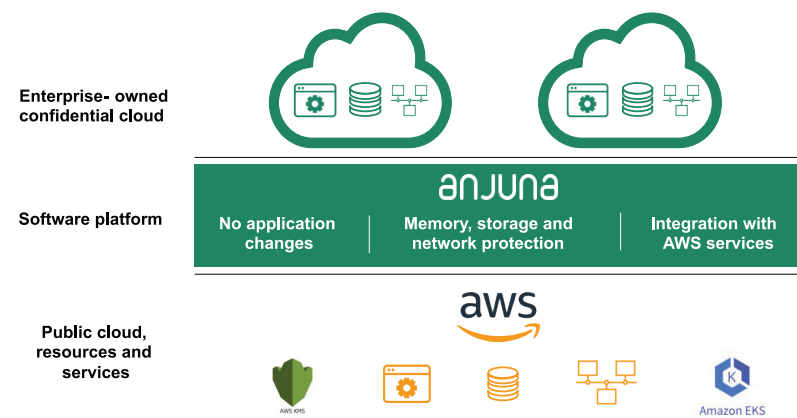 Enterprise- owned
confidential cloud
Software platform
anjuna
No application
changes
Memory, storage and
network protection
Integration with
AWS services
Public cloud,
resources and
services
aws
AWS KMS
K
Amazon EKS